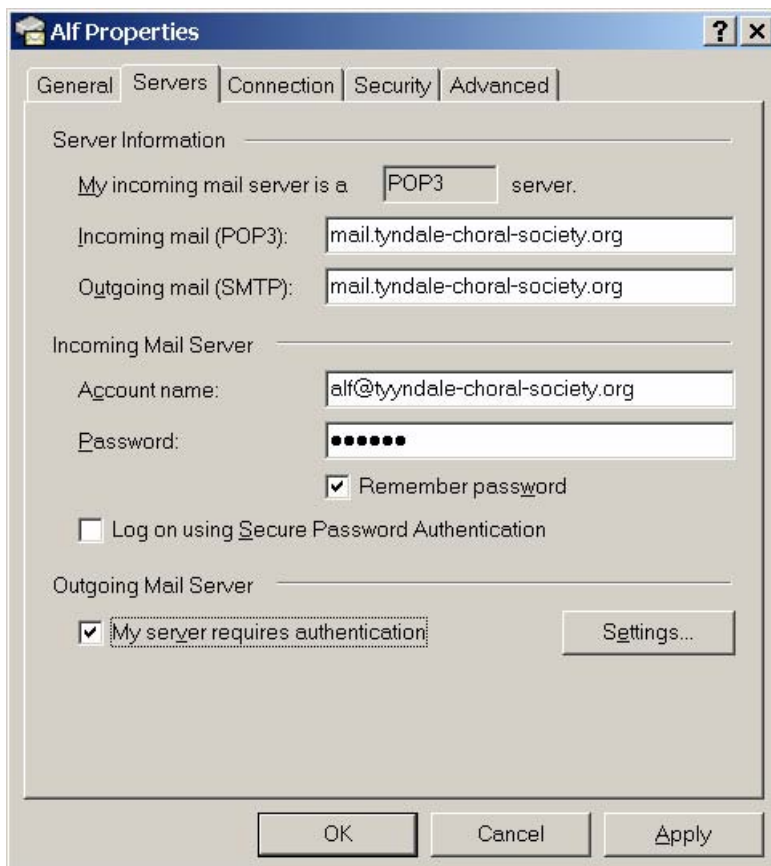 Alf Properties
General Servers Connection Security Advanced
Server Information
My incoming mail server is a POP3 server.
Incoming mail (POP3): mail.tyndale-choral-society.org
Outgoing mail (SMTP): mail.tyndale-choral-society.org
Incoming Mail Server
Account name: alf@tyyndale-choral-society.org
Password: ●●●●●●
Remember password
Log on using Secure Password Authentication
Outgoing Mail Server
My server requires authentication Settings...
OK Cancel Apply